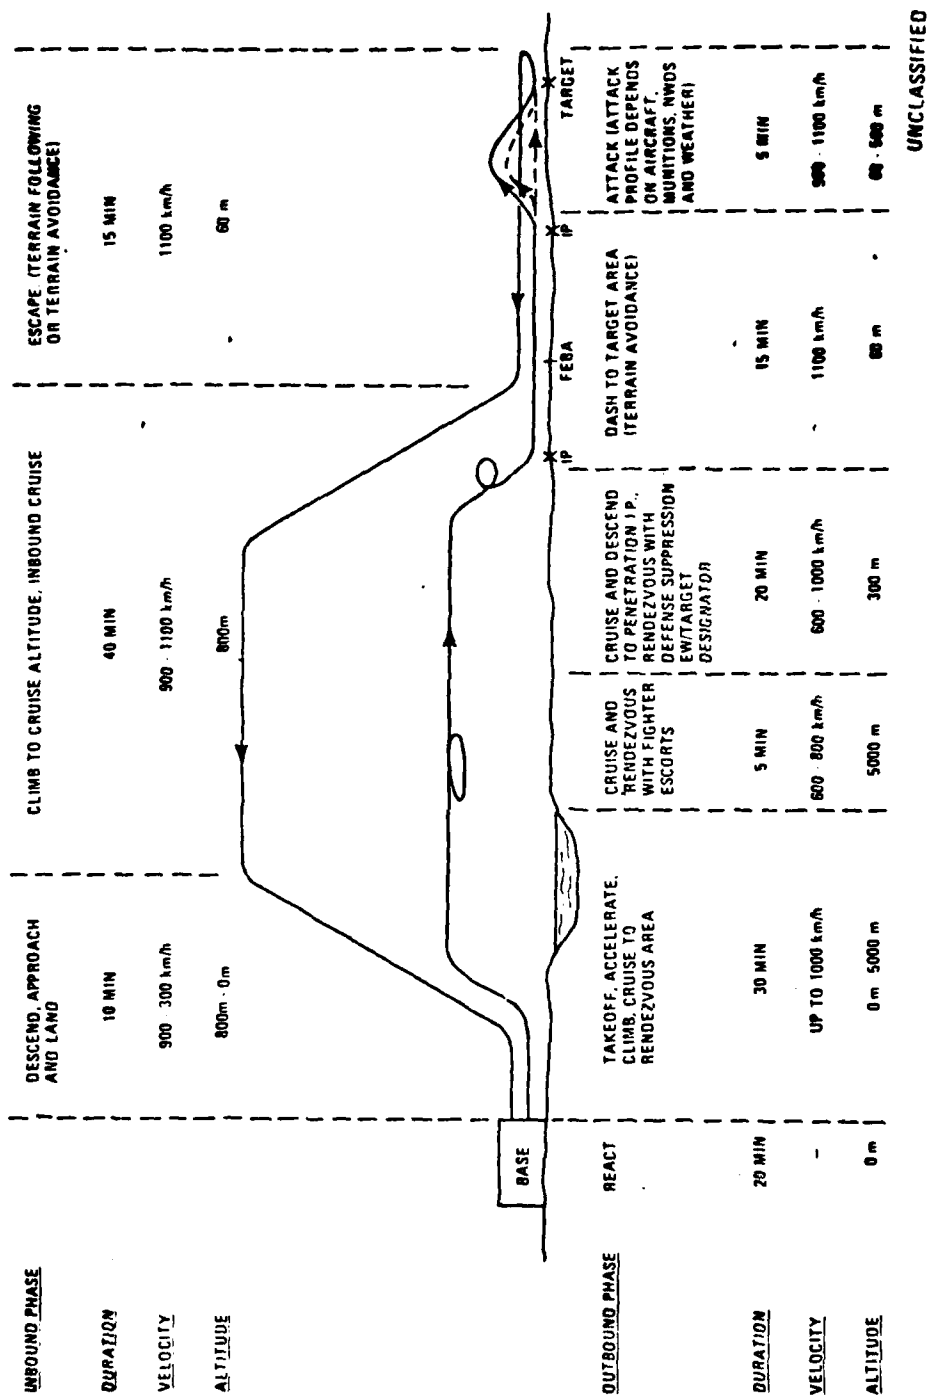 INBOUND PHASE
DESCEND, APPROACH
AND LAND
CLIMB TO CRUISE ALTITUDE, INBOUND CRUISE
ESCAPE (TERRAIN FOLLOWING
OR TERRAIN AVOIDANCE)
DURATION
10 MIN
40 MIN
15 MIN
VELOCITY
900 - 300 km/h
900 - 1100 km/h
1100 km/h
ALTITUDE
800m - 0m
800m
60 m
BASE
IP
FEBA
IP
TARGET
OUTBOUND PHASE
REACT
TAKEOFF, ACCELERATE,
CLIMB, CRUISE TO
RENDEZVOUS AREA
CRUISE AND
RENDEZVOUS
WITH FIGHTER
ESCORTS
CRUISE AND DESCEND
TO PENETRATION I P.,
RENDEZVOUS WITH
DEFENSE SUPPRESSION
EW/TARGET
DESIGNATOR
DASH TO TARGET AREA
(TERRAIN AVOIDANCE)
ATTACK (ATTACK
PROFILE DEPENDS
ON AIRCRAFT,
MUNITIONS, NWDS
AND WEATHER)
DURATION
20 MIN
30 MIN
5 MIN
20 MIN
15 MIN
5 MIN
VELOCITY
-
UP TO 1000 km/h
600 - 800 km/h
600 - 1000 km/h
1100 km/h
900 - 1100 km/h
ALTITUDE
0 m
0 m 5000 m
5000 m
300 m
60 m
UNCLASSIFIED